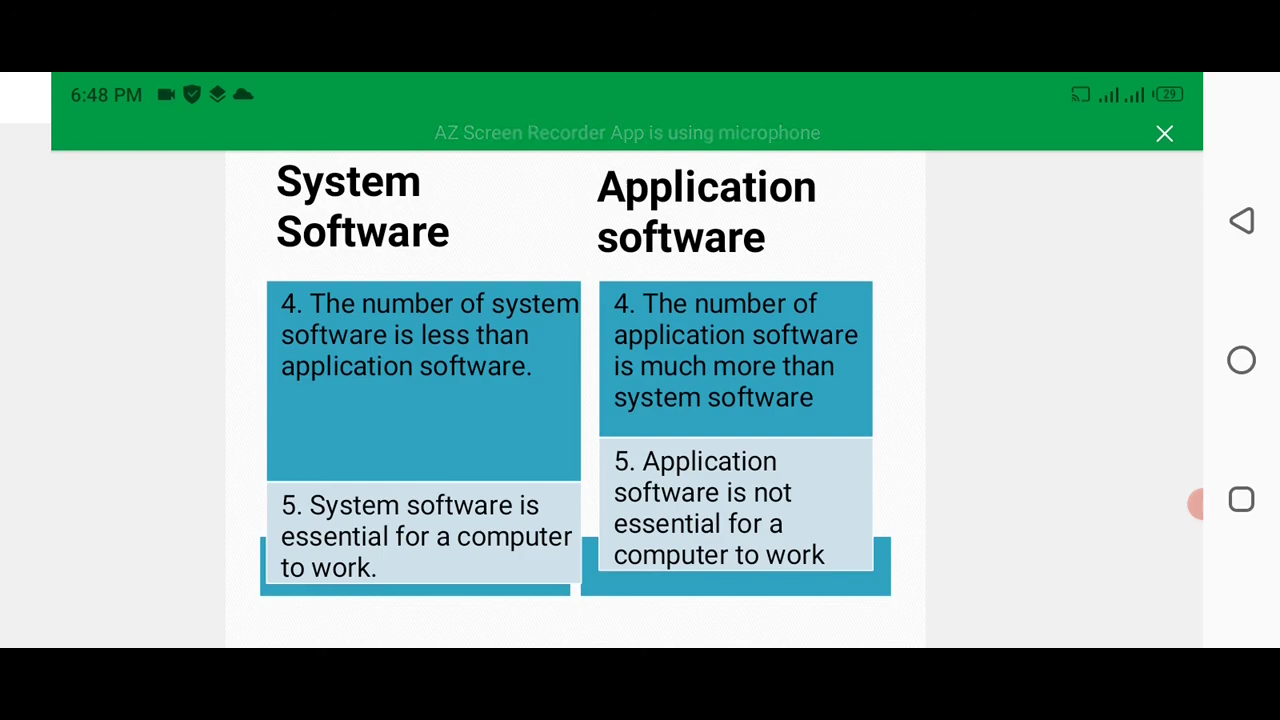 6:48 PM
29
AZ Screen Recorder App is using microphone
System
Software
Application
software
4. The number of system
software is less than
application software.
4. The number of
application software
is much more than
system software
5. System software is
essential for a computer
to work.
5. Application
software is not
essential for a
computer to work